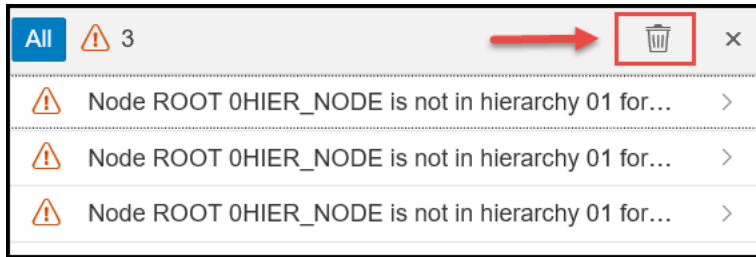 All 3
Node ROOT 0HIER_NODE is not in hierarchy 01 for...
Node ROOT 0HIER_NODE is not in hierarchy 01 for...
Node ROOT 0HIER_NODE is not in hierarchy 01 for...